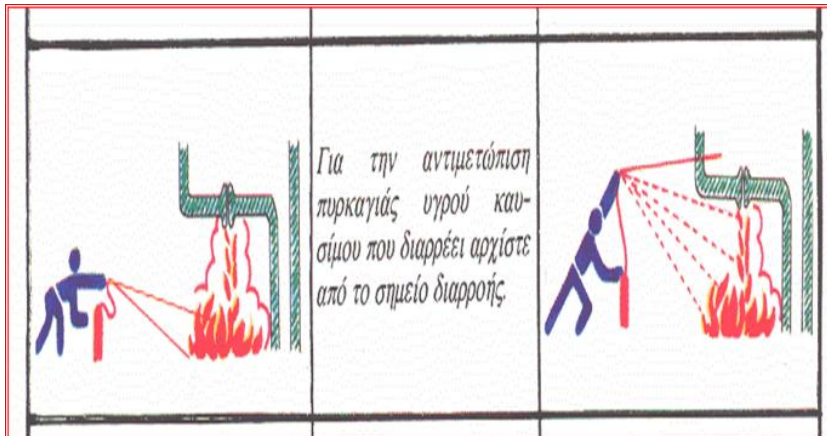 Για την αντιμετώπιση
πυρκαγιάς υγρού καυ-
σίμου που διαρρέει αρχίστε
από το σημείο διαρροής.